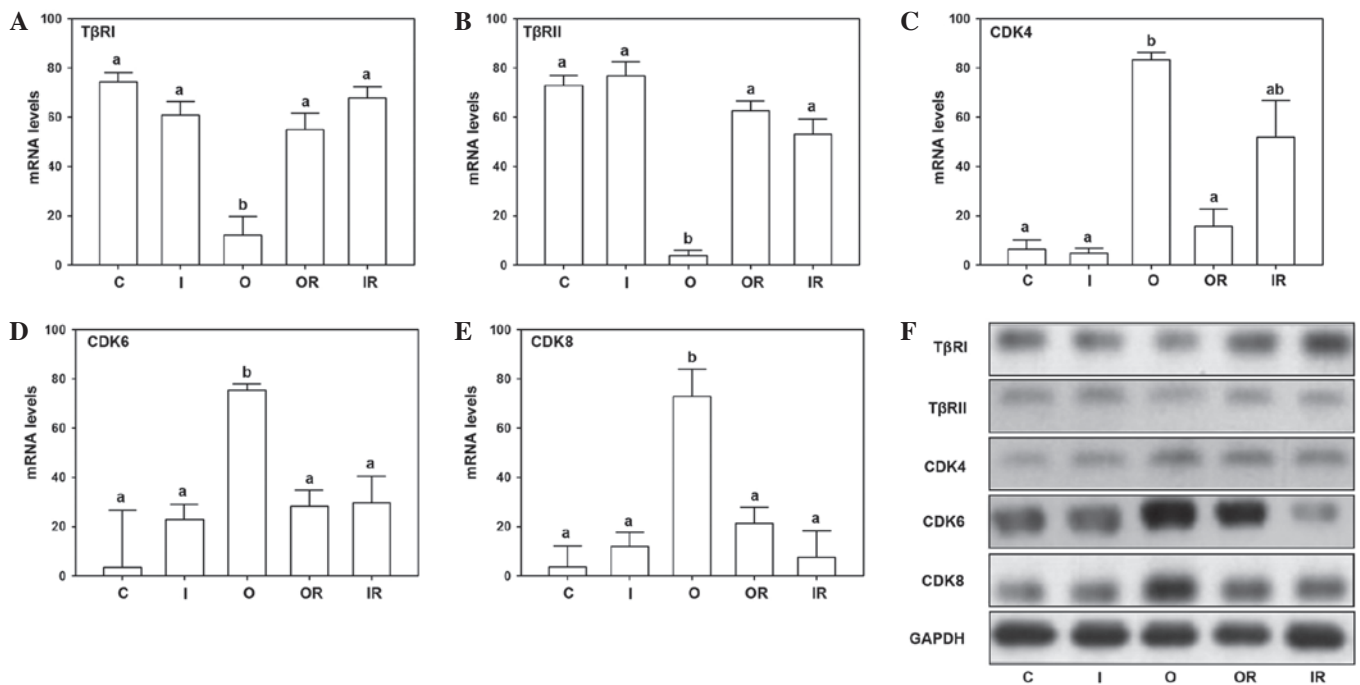 A
TβRI
mRNA levels
100
80
60
40
20
0
a
a
b
a
a
C I O OR IR
B
TβRII
mRNA levels
100
80
60
40
20
0
a
a
b
a
a
C I O OR IR
C
CDK4
mRNA levels
100
80
60
40
20
0
a
a
b
a
ab
C I O OR IR
D
CDK6
mRNA levels
100
80
60
40
20
0
a
a
b
a
a
C I O OR IR
E
CDK8
mRNA levels
100
80
60
40
20
0
a
a
b
a
a
C I O OR IR
F
TβRI
TβRII
CDK4
CDK6
CDK8
GAPDH
C I O OR IR